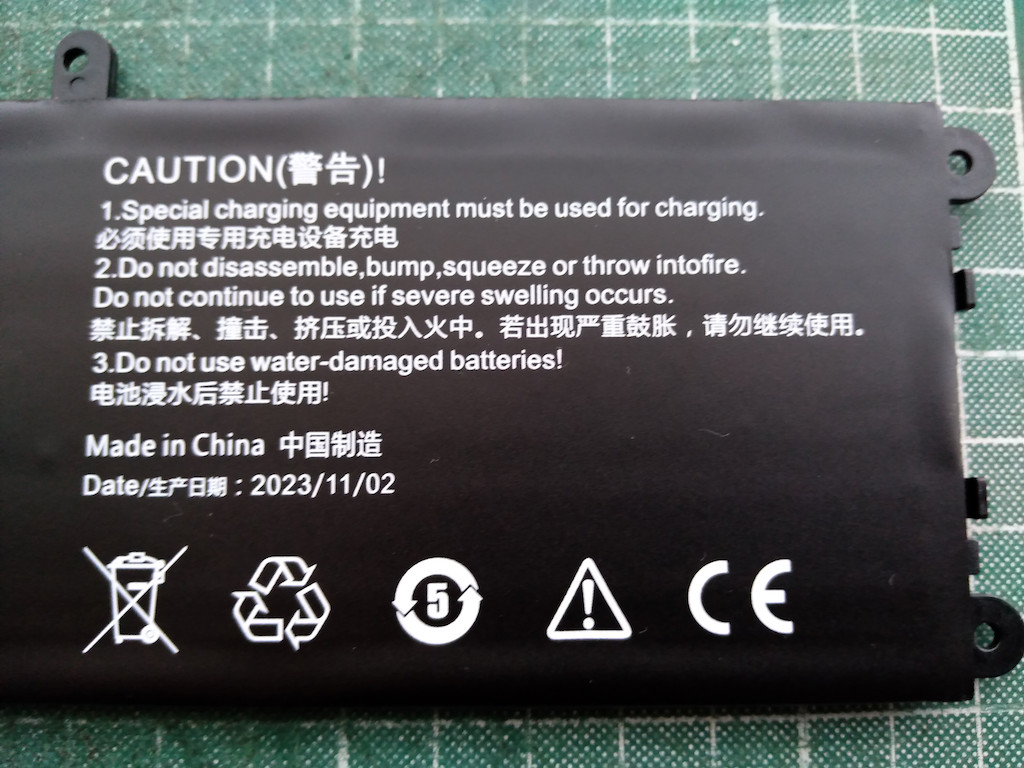 CAUTION(警告)!
1.Special charging equipment must be used for charging.
必须使用专用充电设备充电
2.Do not disassemble,bump,squeeze or throw intofire.
Do not continue to use if severe swelling occurs.
禁止拆解、撞击、挤压或投入火中。若出现严重鼓胀，请勿继续使用。
3.Do not use water-damaged batteries!
电池浸水后禁止使用!
Made in China 中国制造
Date/生产日期：2023/11/02
5 ! CE